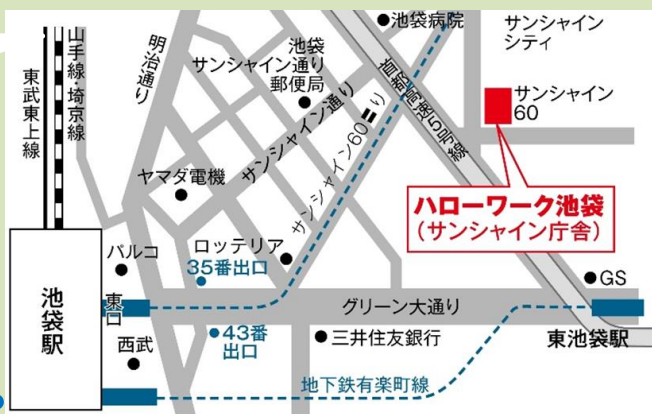 山手線・埼京線
東武東上線
明治通り
池袋
サンシャイン通り
郵便局
池袋病院
サンシャイン
シティ
サンシャイン
60
首都高速5号線
サンシャイン通り
サンシャイン60通り
ヤマダ電機
ハローワーク池袋
(サンシャイン庁舎)
ロッテリア
35番出口
パルコ
池袋駅
東口
西武
43番
出口
グリーン大通り
三井住友銀行
GS
東池袋駅
地下鉄有楽町線